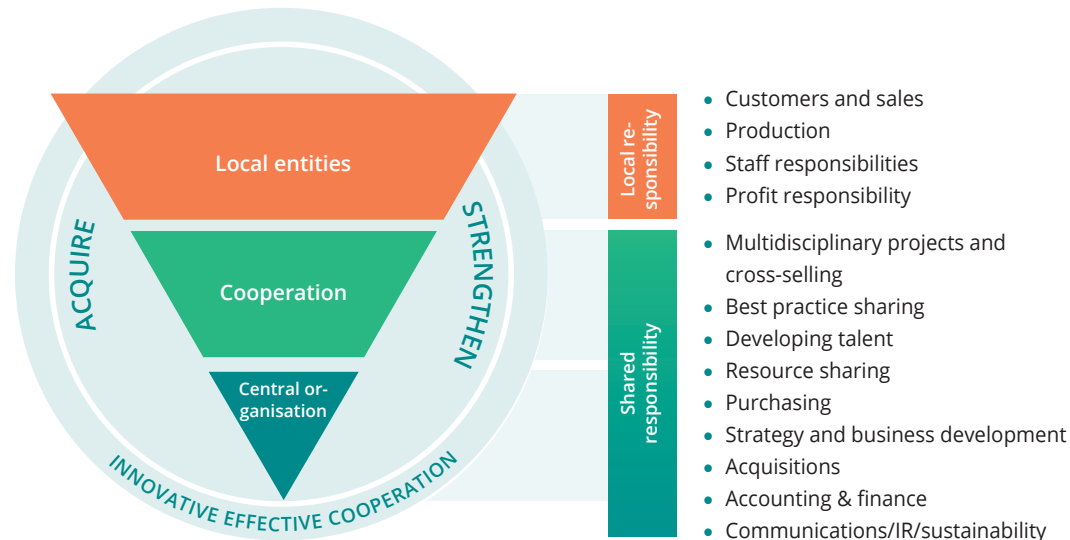 Local entities
Cooperation
Central or-
ganisation
ACQUIRE
STRENGTHEN
INNOVATIVE EFFECTIVE COOPERATION
Local re-
sponsibility
• Customers and sales
• Production
• Staff responsibilities
• Profit responsibility
Shared
responsibility
• Multidisciplinary projects and
cross-selling
• Best practice sharing
• Developing talent
• Resource sharing
• Purchasing
• Strategy and business development
• Acquisitions
• Accounting & finance
• Communications/IR/sustainability